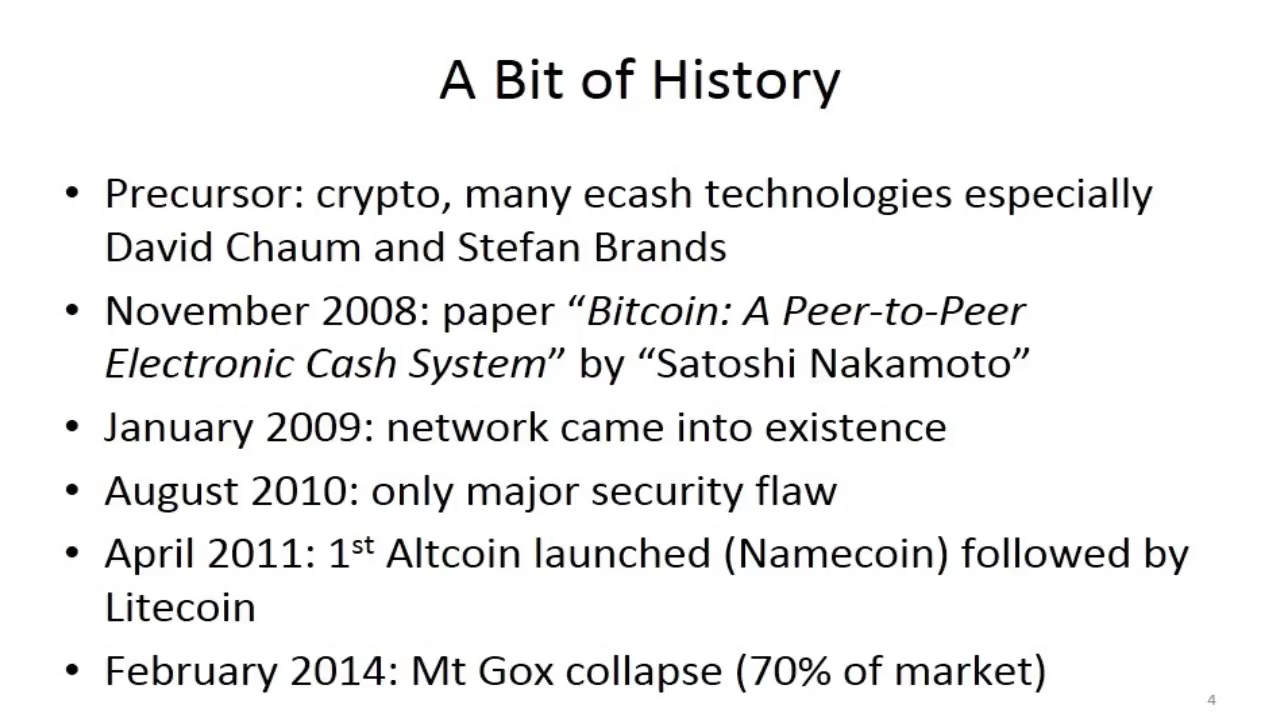 A Bit of History
• Precursor: crypto, many ecash technologies especially
David Chaum and Stefan Brands
• November 2008: paper “Bitcoin: A Peer-to-Peer
Electronic Cash System” by “Satoshi Nakamoto”
• January 2009: network came into existence
• August 2010: only major security flaw
• April 2011: 1st Altcoin launched (Namecoin) followed by
Litecoin
• February 2014: Mt Gox collapse (70% of market)
4